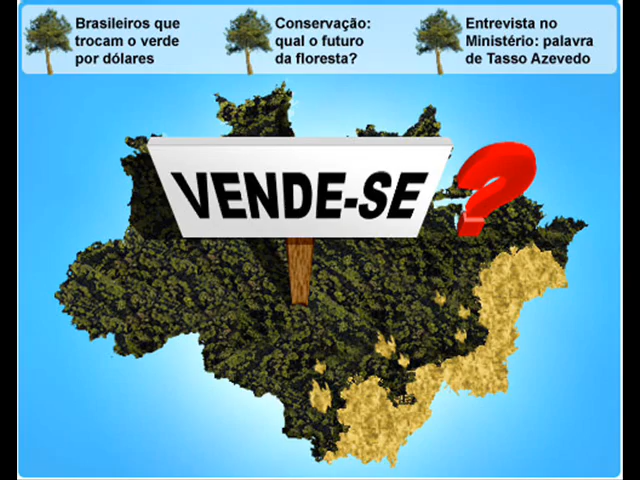 Brasileiros que
trocam o verde
por dólares
Conservação:
qual o futuro
da floresta?
Entrevista no
Ministério: palavra
de Tasso Azevedo
VENDE-SE ?